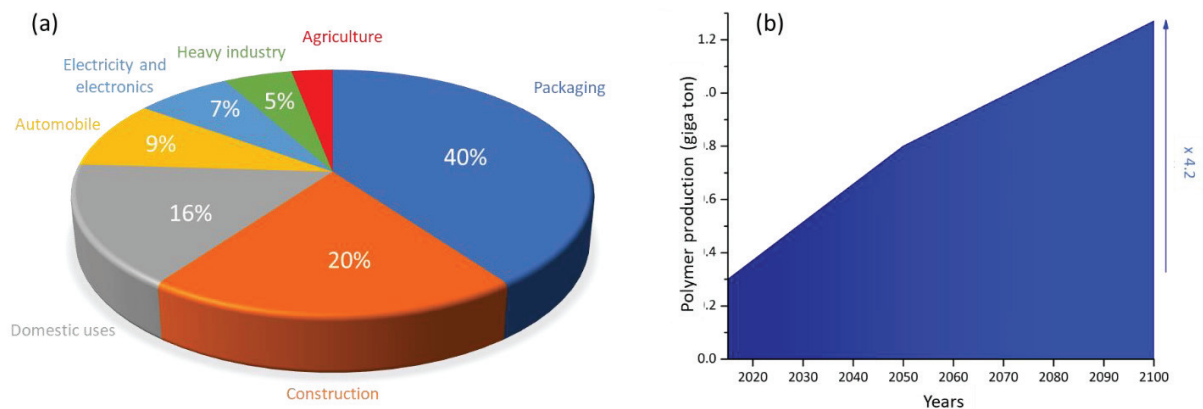 (a)
Agriculture
Heavy industry
Electricity and
electronics
Packaging
5%
7%
Automobile
9%
40%
16%
20%
Domestic uses
Construction
(b)
Polymer production (giga ton)
.2
.0
.8
.6
.4
.2
0.0
x 4.2
2020 2030 2040 2050 2060 2070 2080 2090 2100
Years